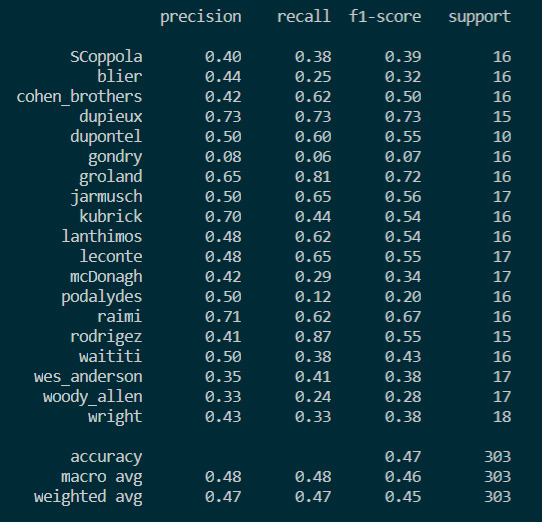 precision recall f1-score support
SCoppola 0.40 0.38 0.39 16
blier 0.44 0.25 0.32 16
cohen_brothers 0.42 0.62 0.50 16
dupieux 0.73 0.73 0.73 15
dupontel 0.50 0.60 0.55 10
gondry 0.08 0.06 0.07 16
groland 0.65 0.81 0.72 16
jarmusch 0.50 0.65 0.56 17
kubrick 0.70 0.44 0.54 16
lanthimos 0.48 0.62 0.54 16
leconte 0.48 0.65 0.55 17
mcDonagh 0.42 0.29 0.34 17
podalydes 0.50 0.12 0.20 16
raimi 0.71 0.62 0.67 16
rodrigez 0.41 0.87 0.55 15
waititi 0.50 0.38 0.43 16
wes_anderson 0.35 0.41 0.38 17
woody_allen 0.33 0.24 0.28 17
wright 0.43 0.33 0.38 18
accuracy 0.47 303
macro avg 0.48 0.48 0.46 303
weighted avg 0.47 0.47 0.45 303